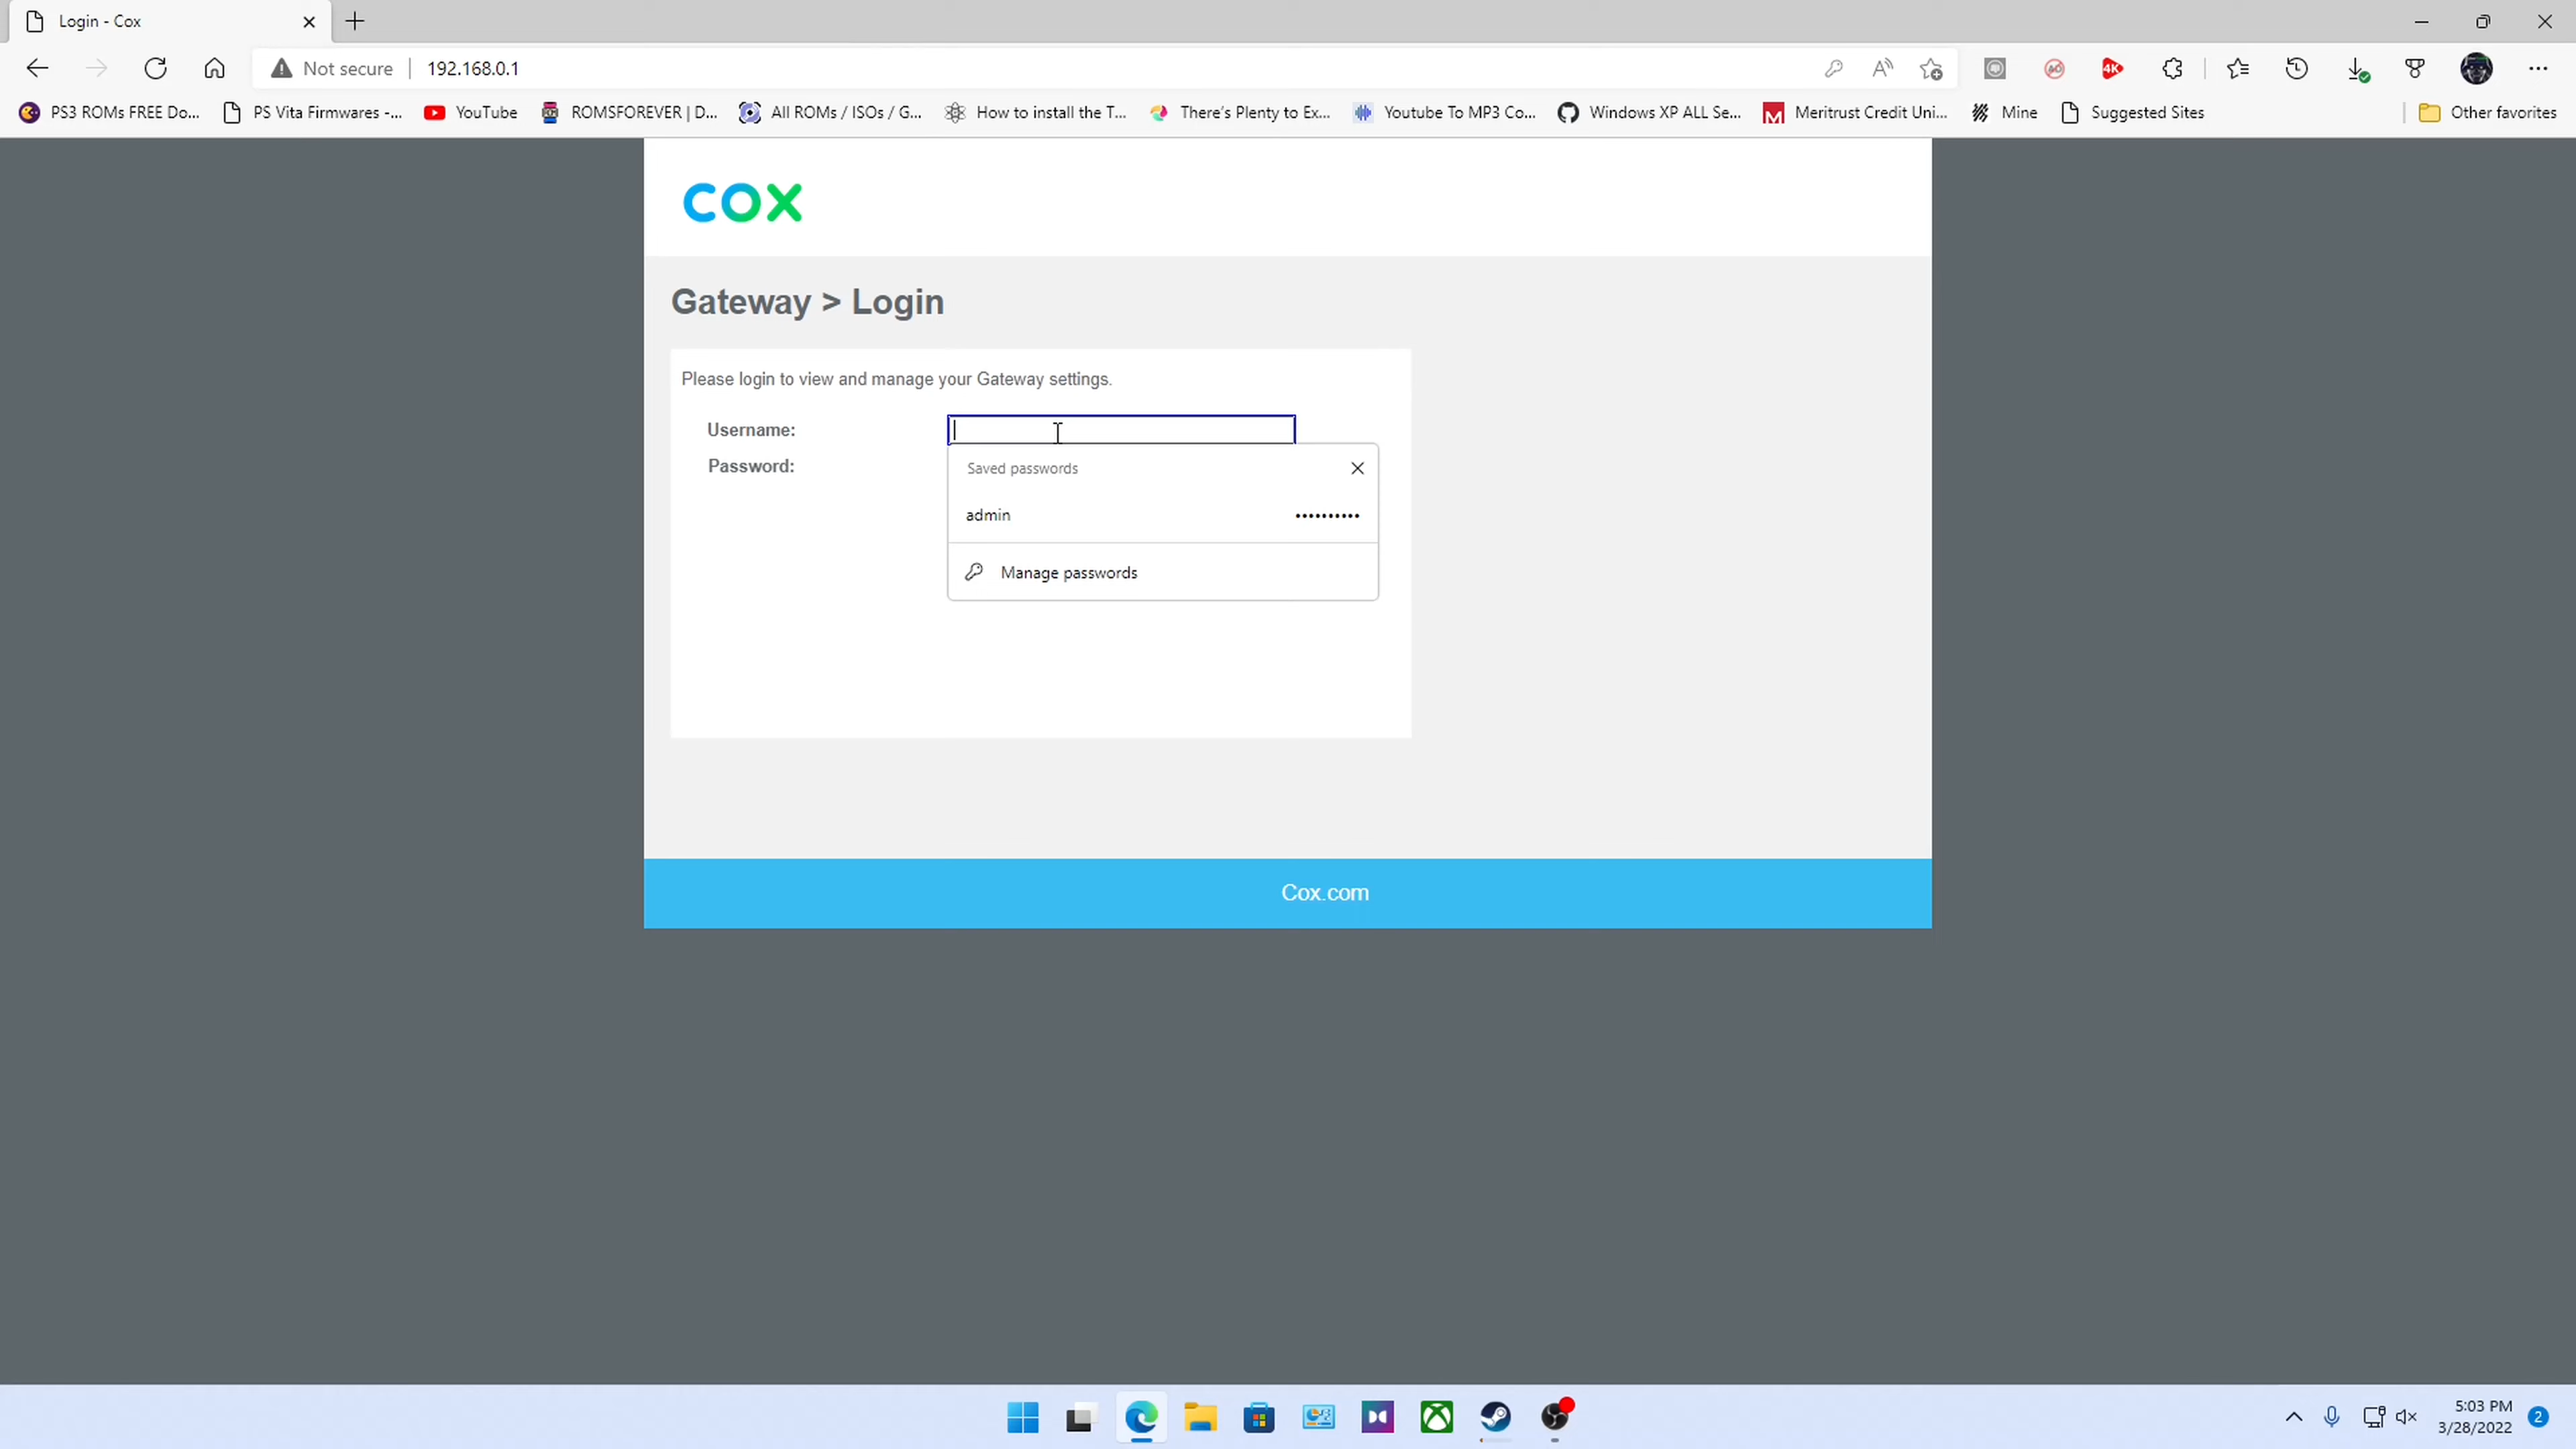 Login - Cox
Not secure 192.168.0.1
PS3 ROMs FREE Do... PS Vita Firmwares -... YouTube ROMSFOREVER | D... All ROMs / ISOs / G... How to install the T... There's Plenty to Ex... Youtube To MP3 Co... Windows XP ALL Se... Meritrust Credit Uni... Mine Suggested Sites Other favorites
COX
Gateway > Login
Please login to view and manage your Gateway settings.
Username:
Password:
Saved passwords
admin ••••••••••
Manage passwords
Cox.com
5:03 PM
3/28/2022
2